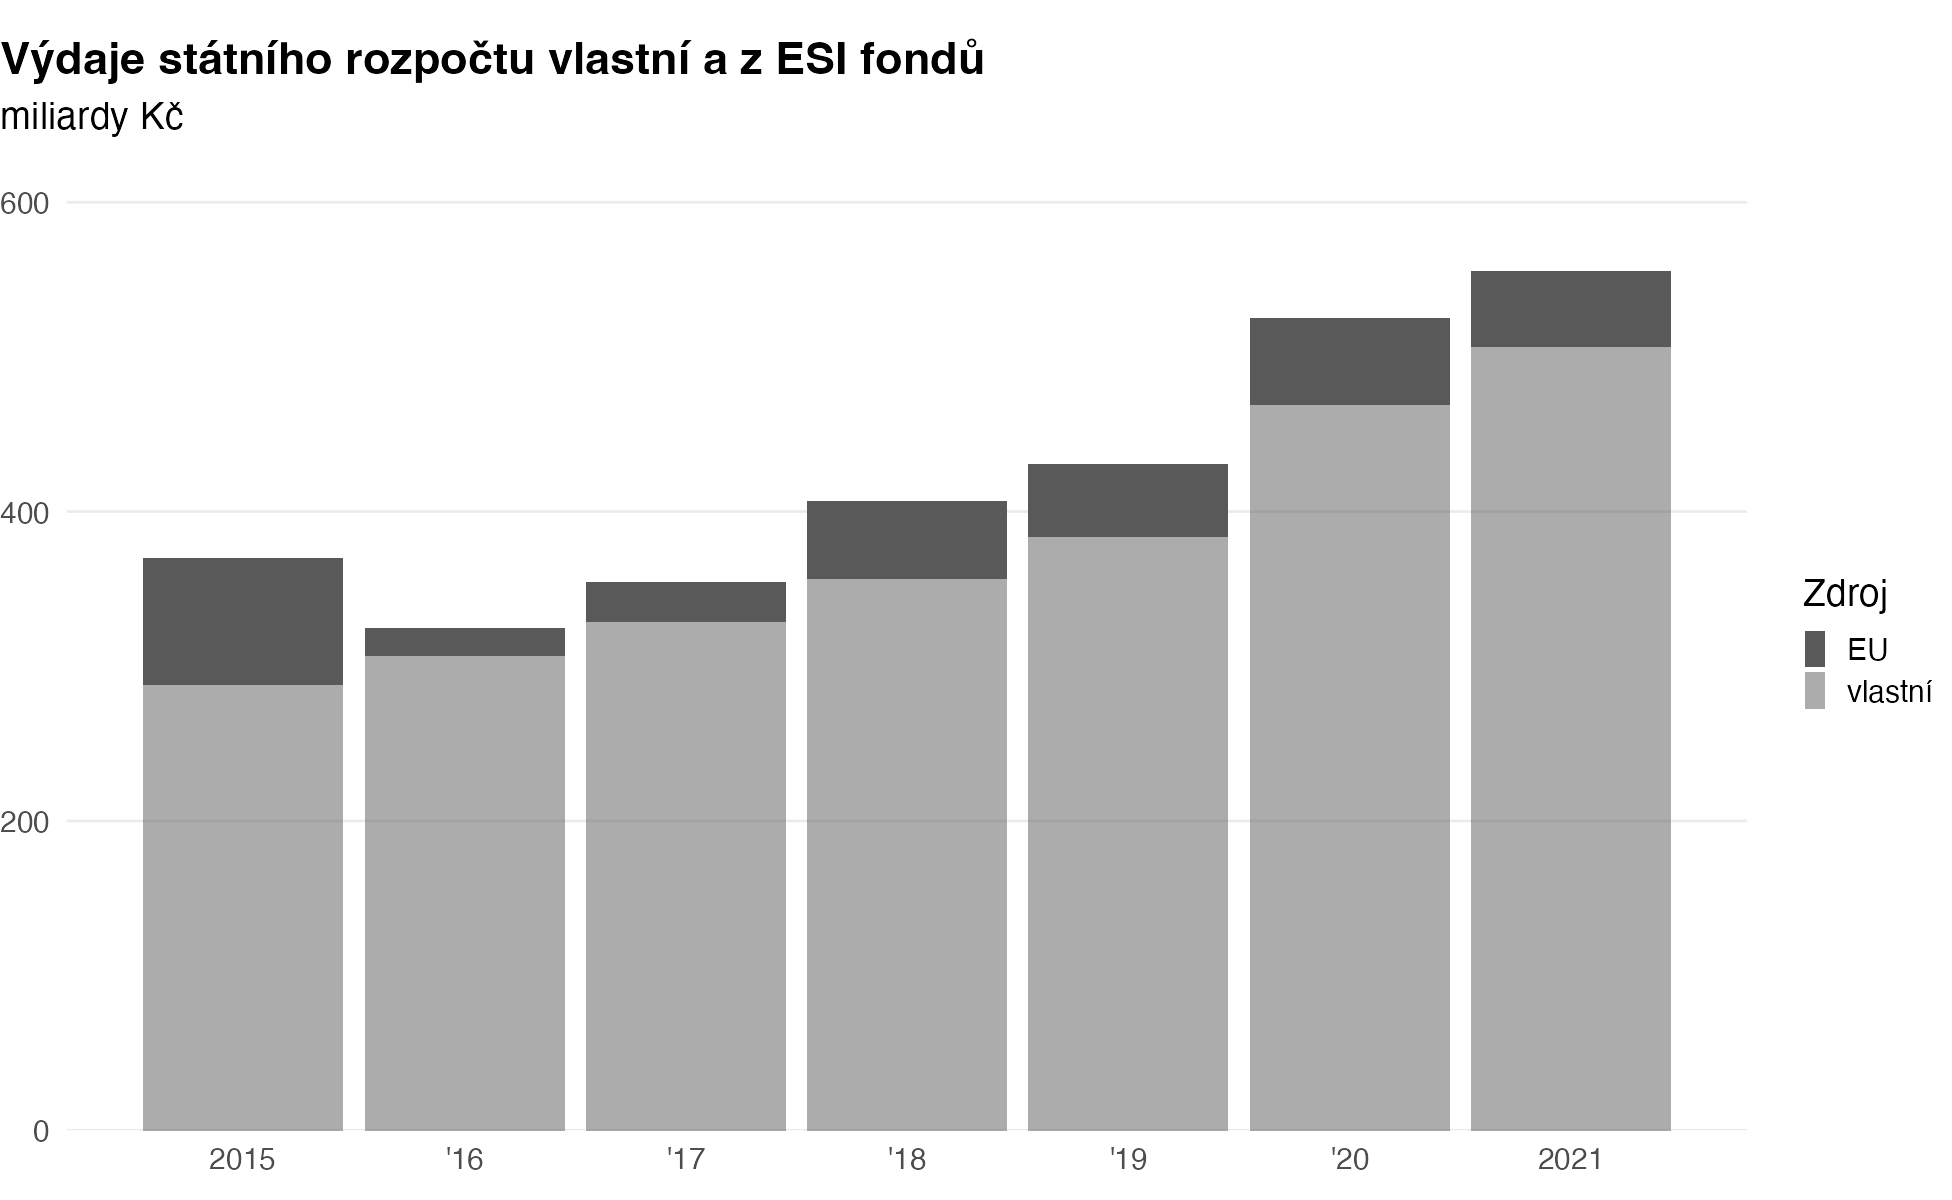 Výdaje státního rozpočtu vlastní a z ESI fondů
miliardy Kč
600
400
200
0
2015
'16
'17
'18
'19
'20
2021
Zdroj
EU
vlastní